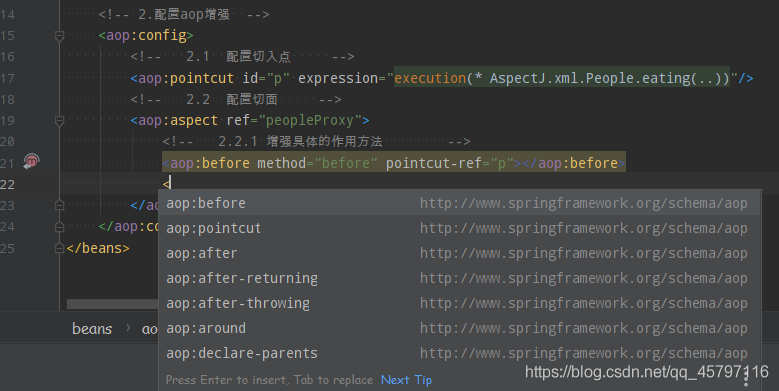 14 <!-- 2.配置aop增强 -->
15 <aop:config>
16 <!-- 2.1 配置切入点 -->
17 <aop:pointcut id="p" expression="execution(* AspectJ.xml.People.eating(..))"/>
18 <!-- 2.2 配置切面 -->
19 <aop:aspect ref="peopleProxy">
20 <!-- 2.2.1 增强具体的作用方法 -->
21 <aop:before method="before" pointcut-ref="p"></aop:before>
22 <
23 </a
24 </aop:co
25 </beans>
aop:before http://www.springframework.org/schema/aop
aop:pointcut http://www.springframework.org/schema/aop
aop:after http://www.springframework.org/schema/aop
aop:after-returning http://www.springframework.org/schema/aop
aop:after-throwing http://www.springframework.org/schema/aop
aop:around http://www.springframework.org/schema/aop
aop:declare-parents http://www.springframework.org/schema/aop
Press Enter to insert, Tab to replace Next Tip
beans › ao
https://blog.csdn.net/qq_45797116